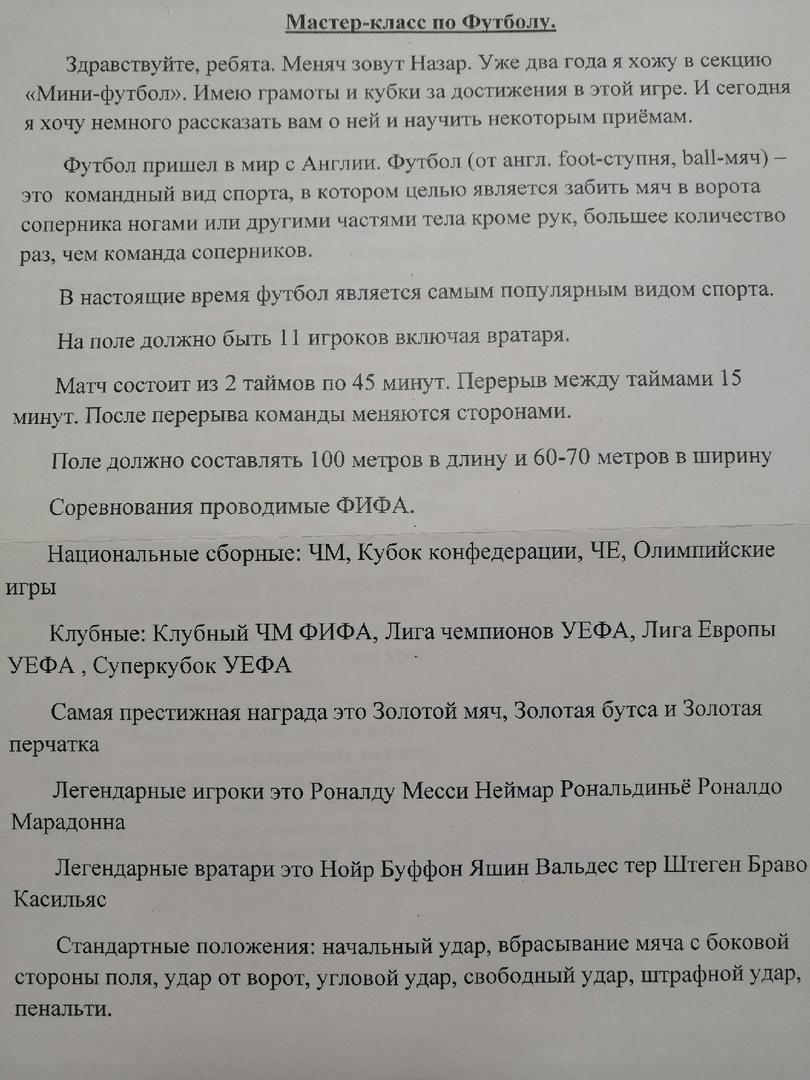 Мастер-класс по Футболу.
Здравствуйте, ребята. Меняч зовут Назар. Уже два года я хожу в секцию
«Мини-футбол». Имею грамоты и кубки за достижения в этой игре. И сегодня
я хочу немного рассказать вам о ней и научить некоторым приёмам.
Футбол пришел в мир с Англии. Футбол (от англ. foot-ступня, ball-мяч) –
это командный вид спорта, в котором целью является забить мяч в ворота
соперника ногами или другими частями тела кроме рук, большее количество
раз, чем команда соперников.
В настоящие время футбол является самым популярным видом спорта.
На поле должно быть 11 игроков включая вратаря.
Матч состоит из 2 таймов по 45 минут. Перерыв между таймами 15
минут. После перерыва команды меняются сторонами.
Поле должно составлять 100 метров в длину и 60-70 метров в ширину
Соревнования проводимые ФИФА.
Национальные сборные: ЧМ, Кубок конфедерации, ЧЕ, Олимпийские
игры
Клубные: Клубный ЧМ ФИФА, Лига чемпионов УЕФА, Лига Европы
УЕФА , Суперкубок УЕФА
Самая престижная награда это Золотой мяч, Золотая бутса и Золотая
перчатка
Легендарные игроки это Роналду Месси Неймар Рональдиньё Роналдо
Марадонна
Легендарные вратари это Нойр Буффон Яшин Вальдес тер Штеген Браво
Касильяс
Стандартные положения: начальный удар, вбрасывание мяча с боковой
стороны поля, удар от ворот, угловой удар, свободный удар, штрафной удар,
пенальти.